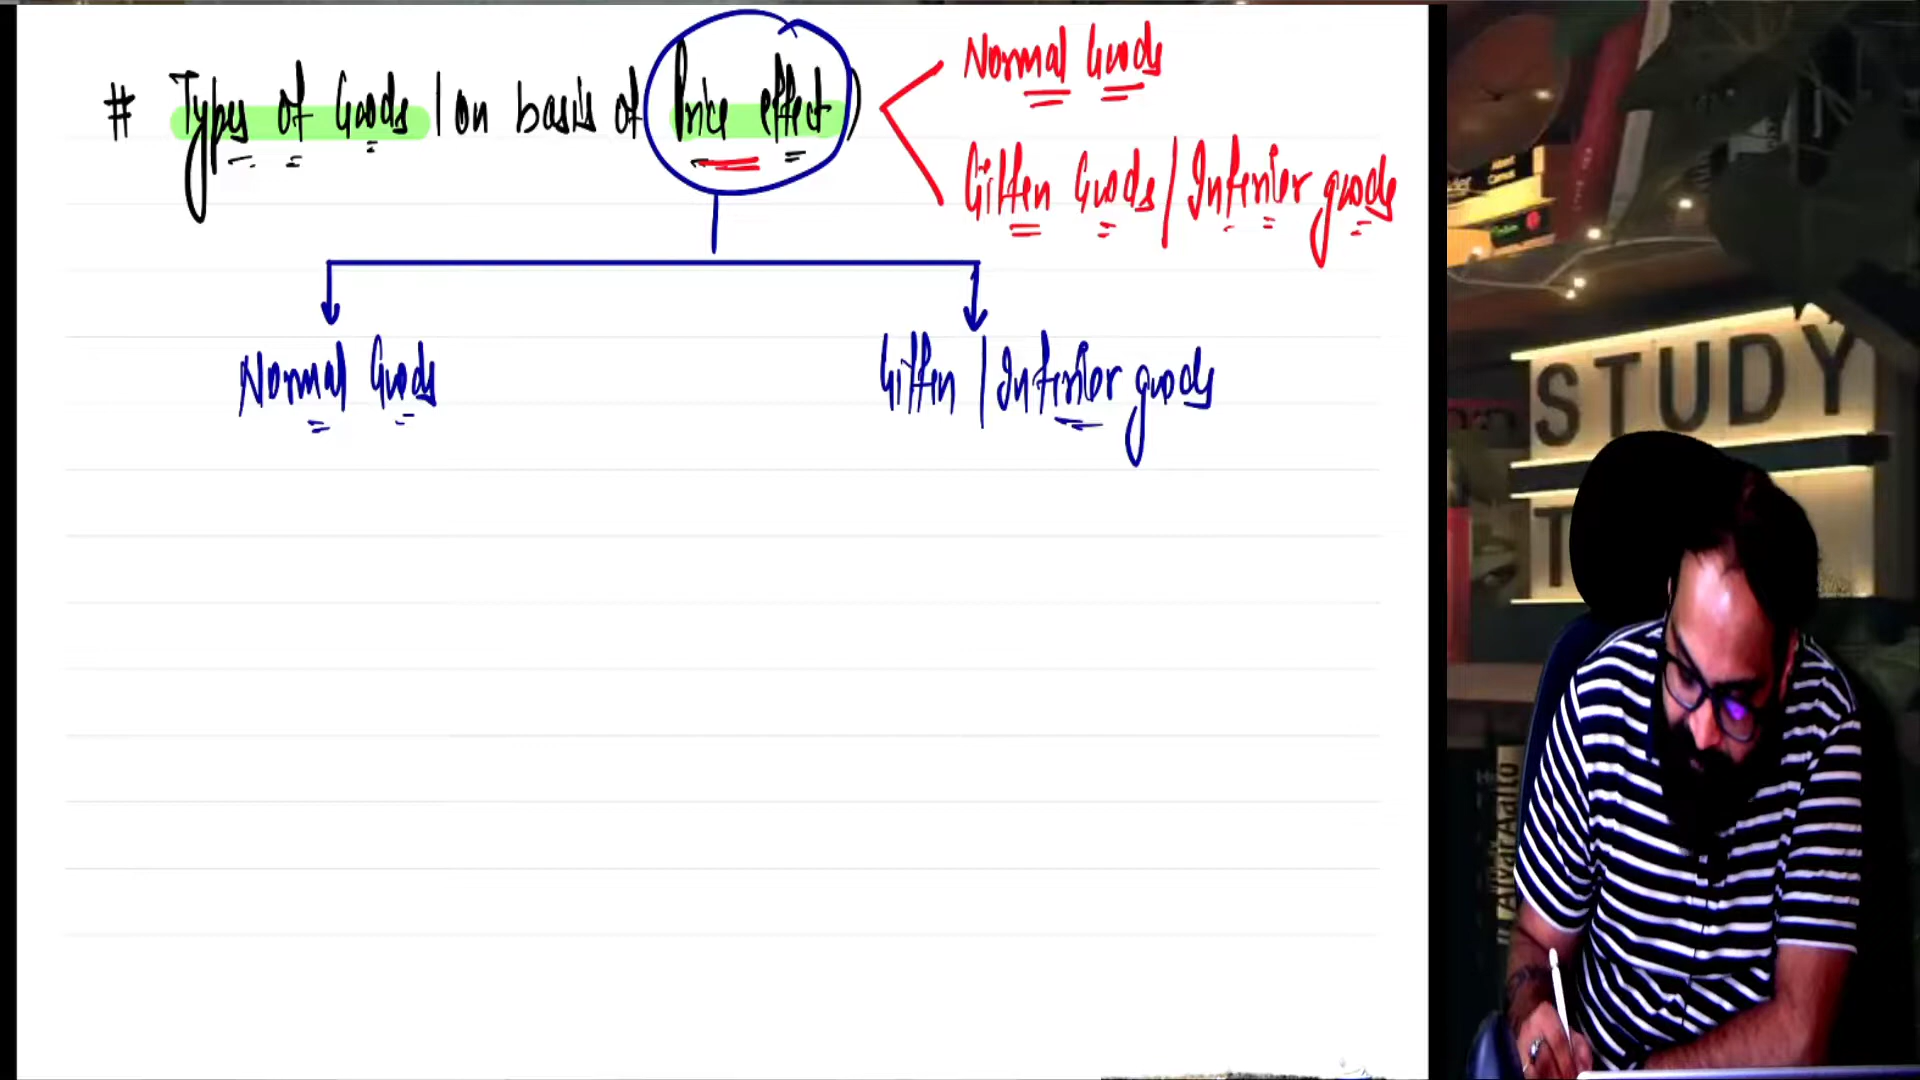 # Types of Goods (on basis of Price effect)
Normal Goods
Giffen Goods / Inferior goods
Normal Goods
Giffen / Inferior goods
STUDY
T